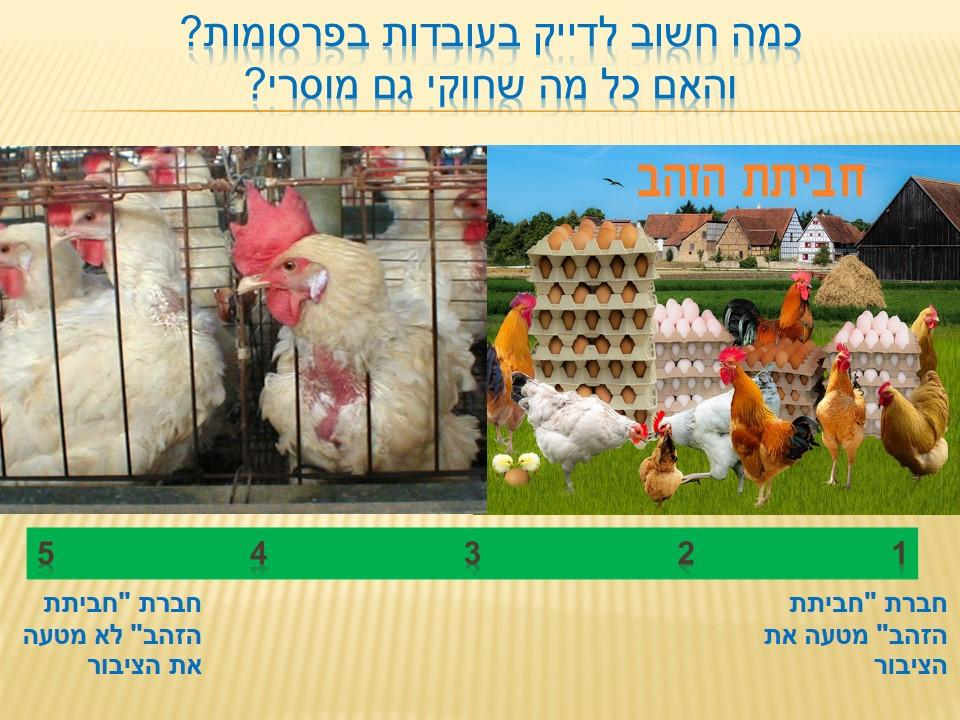 כמה חשוב לדייק בעובדות בפרסומות?
והאם כל מה שחוקי גם מוסרי?
חביתת הזהב
1 2 3 4 5
חברת "חביתת
הזהב" מטעה את
הציבור
חברת "חביתת
הזהב" לא מטעה
את הציבור